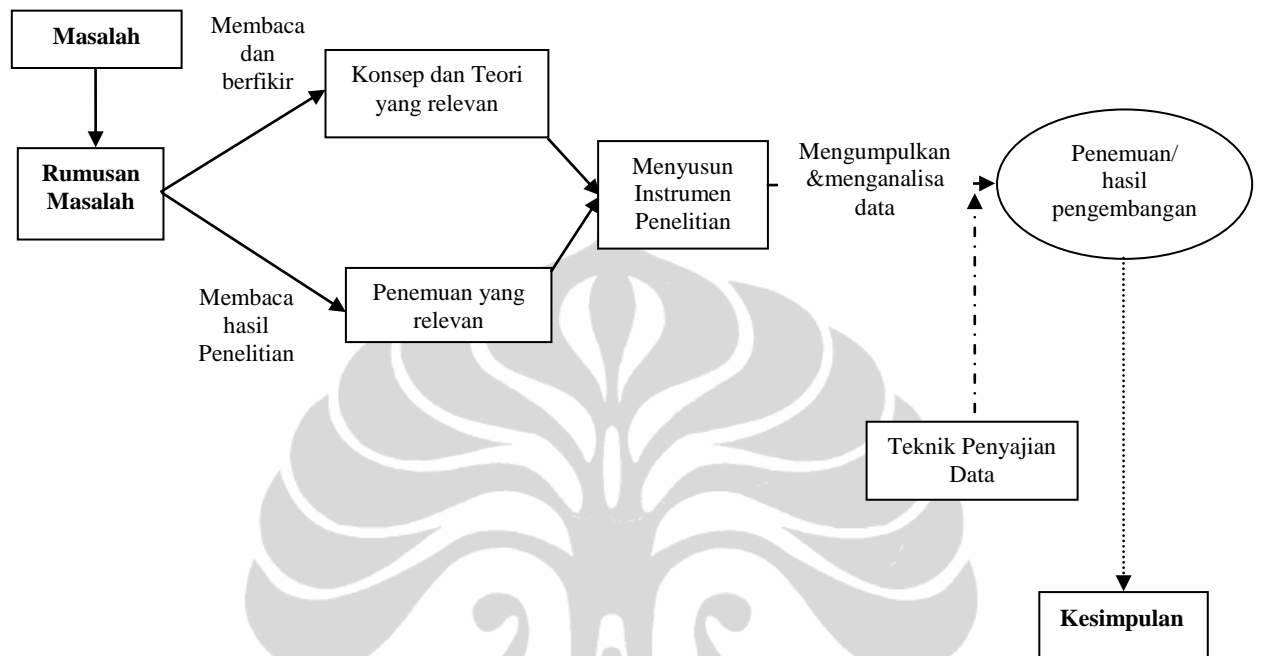 Masalah
Membaca
dan
berfikir
Konsep dan Teori
yang relevan
Rumusan
Masalah
Menyusun
Instrumen
Penelitian
Mengumpulkan
&menganalisa
data
Penemuan/
hasil
pengembangan
Membaca
hasil
Penelitian
Penemuan yang
relevan
Teknik Penyajian
Data
Kesimpulan